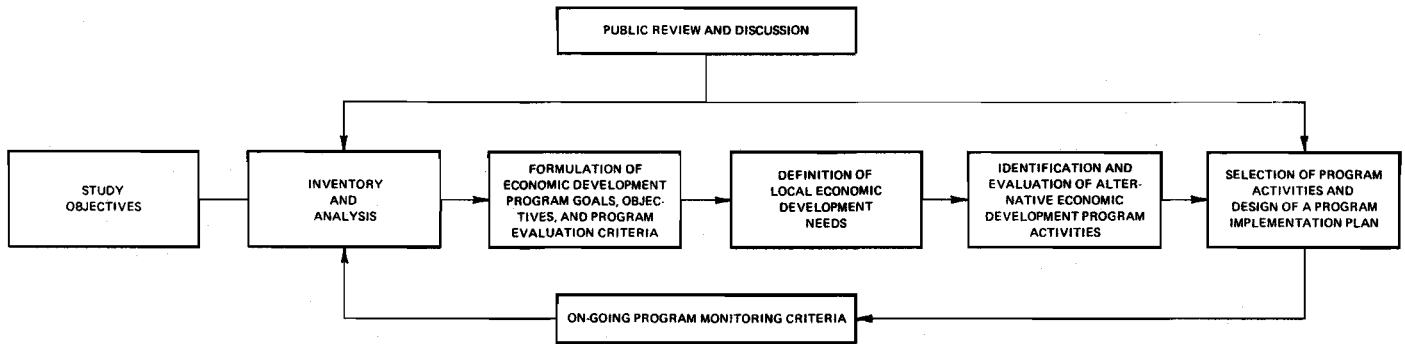 PUBLIC REVIEW AND DISCUSSION
STUDY
OBJECTIVES
INVENTORY
AND
ANALYSIS
FORMULATION OF
ECONOMIC DEVELOPMENT
PROGRAM GOALS, OBJEC-
TIVES, AND PROGRAM
EVALUATION CRITERIA
DEFINITION OF
LOCAL ECONOMIC
DEVELOPMENT
NEEDS
IDENTIFICATION AND
EVALUATION OF ALTER-
NATIVE ECONOMIC
DEVELOPMENT PROGRAM
ACTIVITIES
SELECTION OF PROGRAM
ACTIVITIES AND
DESIGN OF A PROGRAM
IMPLEMENTATION PLAN
ON-GOING PROGRAM MONITORING CRITERIA